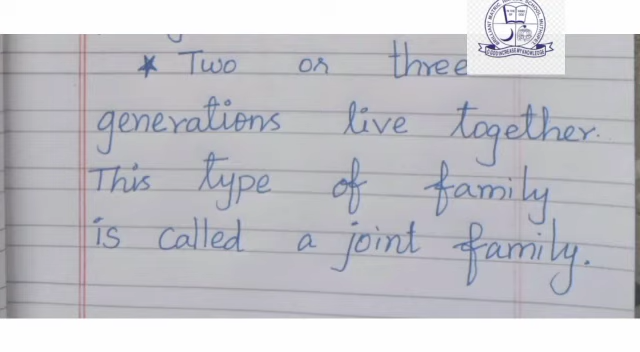 * Two or three
generations live together.
This type of family
is called a joint family.